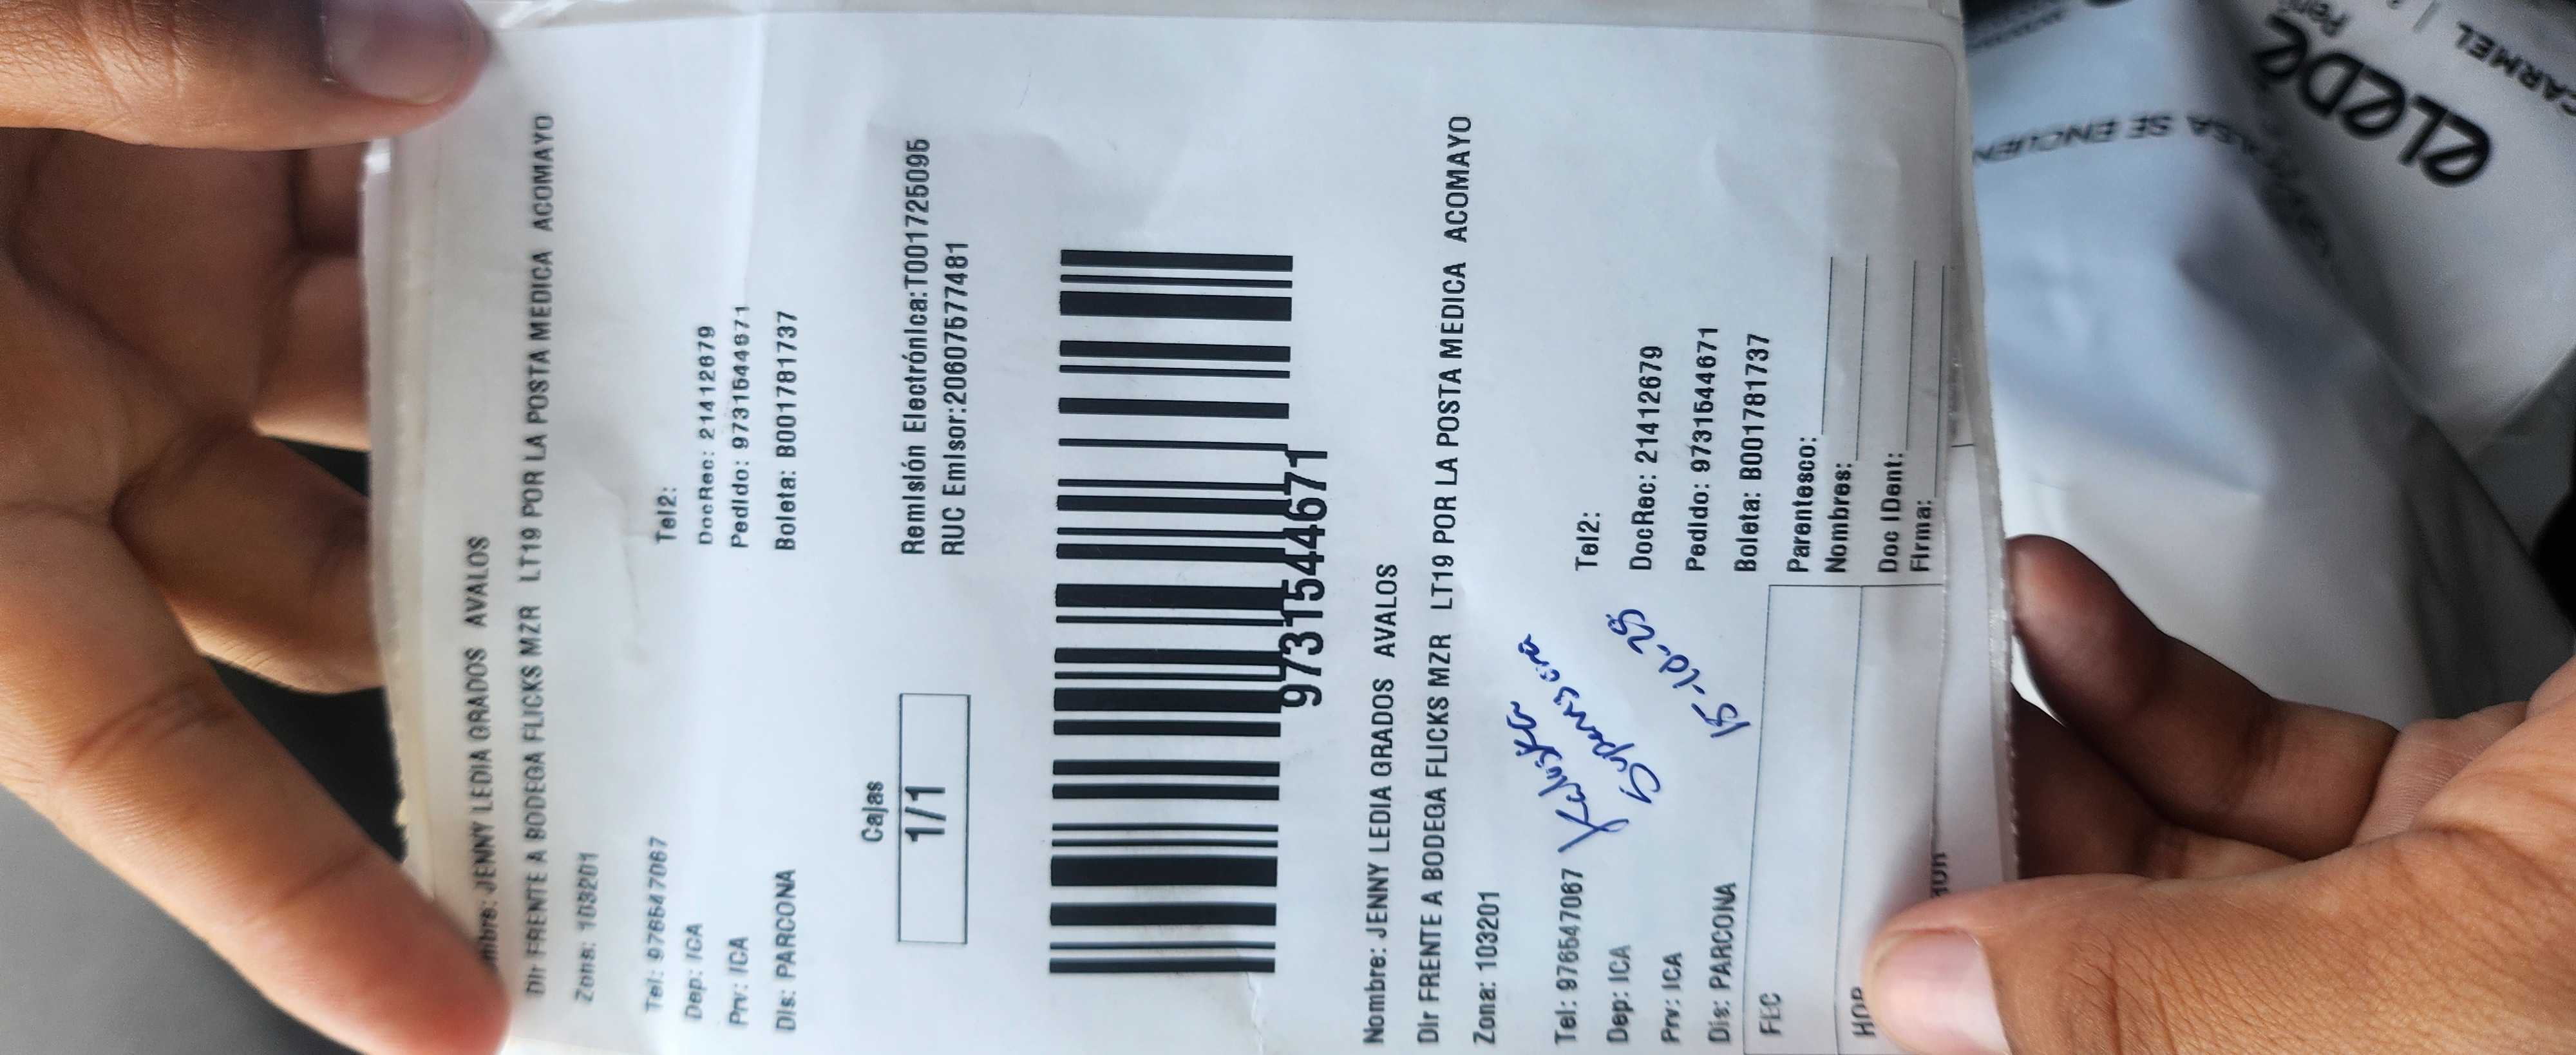 Nombre: JENNY LEDIA GRADOS AVALOS
Dir FRENTE A BODEGA FLICKS MZR LT19 POR LA POSTA MEDICA ACOMAYO
Zona: 103201
Tel: 976547067 Tel2:
Dep: ICA DocRec: 21412679
Prv: ICA Pedido: 9731544671
Dis: PARCONA Boleta: B001781737
Cajas
1/1
Remisión Electrónica:T001725095
RUC Emisor:20607577481
9731544671
Nombre: JENNY LEDIA GRADOS AVALOS
Dir FRENTE A BODEGA FLICKS MZR LT19 POR LA POSTA MEDICA ACOMAYO
Zona: 103201
Tel: 976547067 Tel2:
Dep: ICA DocRec: 21412679
Prv: ICA Pedido: 9731544671
Dis: PARCONA Boleta: B001781737
15-10-25
FEC Parentesco:
Nombres:
HOR Doc IDent:
Firma:
SE ENCUEN
CARMEL